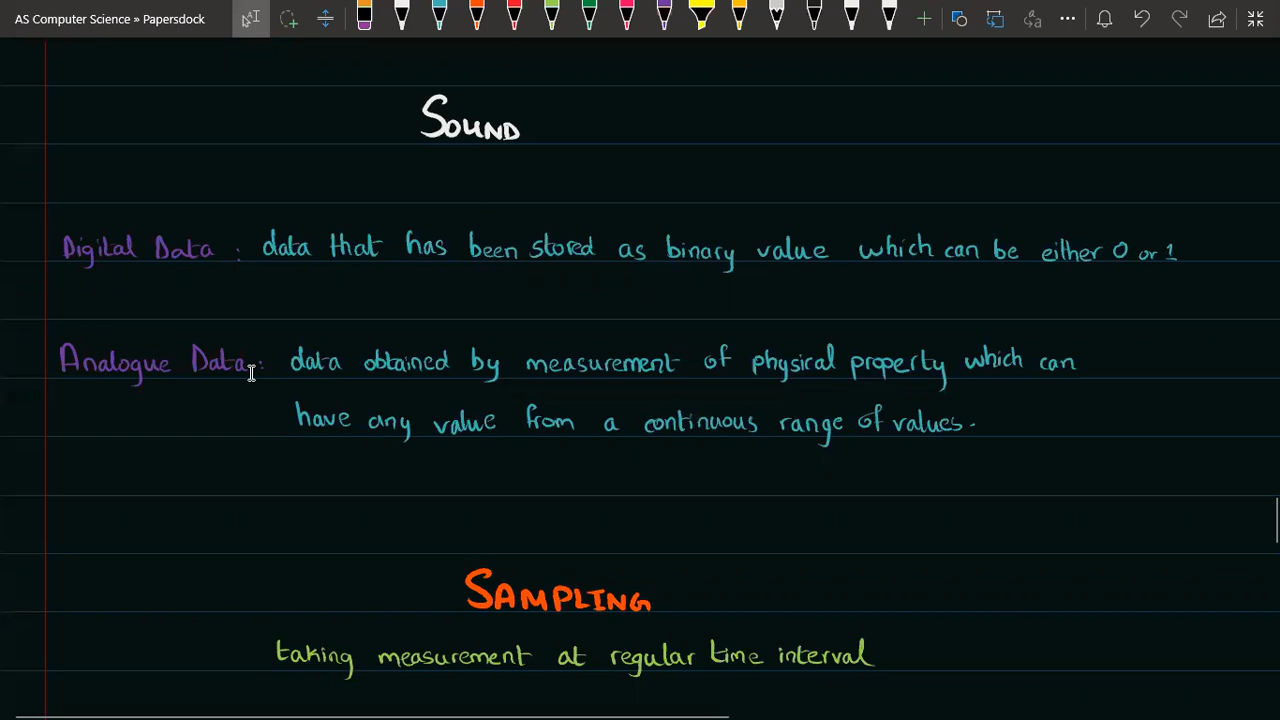 AS Computer Science » Papersdock
SOUND
Digital Data : data that has been stored as binary value which can be either 0 or 1
Analogue Data : data obtained by measurement of physical property which can
have any value from a continuous range of values.
SAMPLING
taking measurement at regular time interval